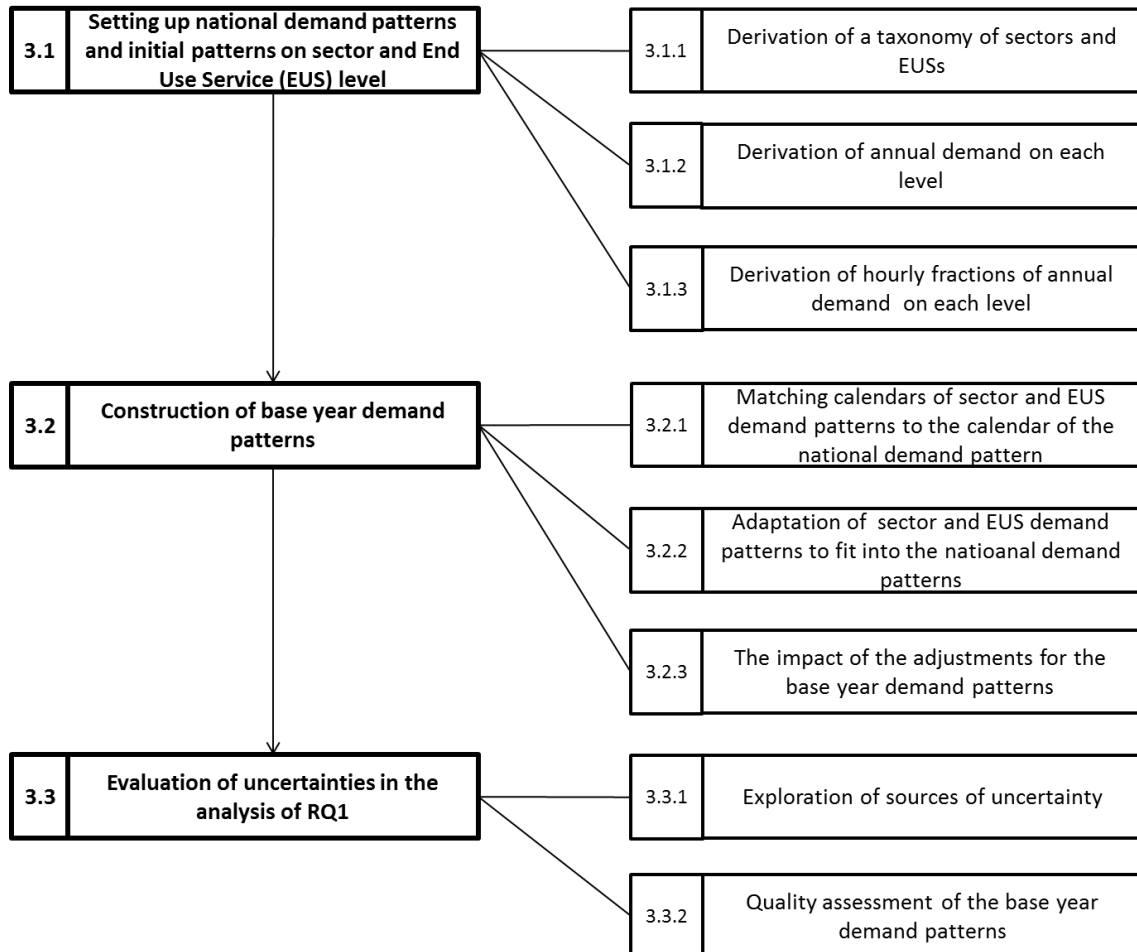 3.1
Setting up national demand patterns
and initial patterns on sector and End
Use Service (EUS) level
3.1.1
Derivation of a taxonomy of sectors and
EUSs
3.1.2
Derivation of annual demand on each
level
3.1.3
Derivation of hourly fractions of annual
demand on each level
3.2
Construction of base year demand
patterns
3.2.1
Matching calendars of sector and EUS
demand patterns to the calendar of the
national demand pattern
3.2.2
Adaptation of sector and EUS demand
patterns to fit into the natioanal demand
patterns
3.2.3
The impact of the adjustments for the
base year demand patterns
3.3
Evaluation of uncertainties in the
analysis of RQ1
3.3.1
Exploration of sources of uncertainty
3.3.2
Quality assessment of the base year
demand patterns